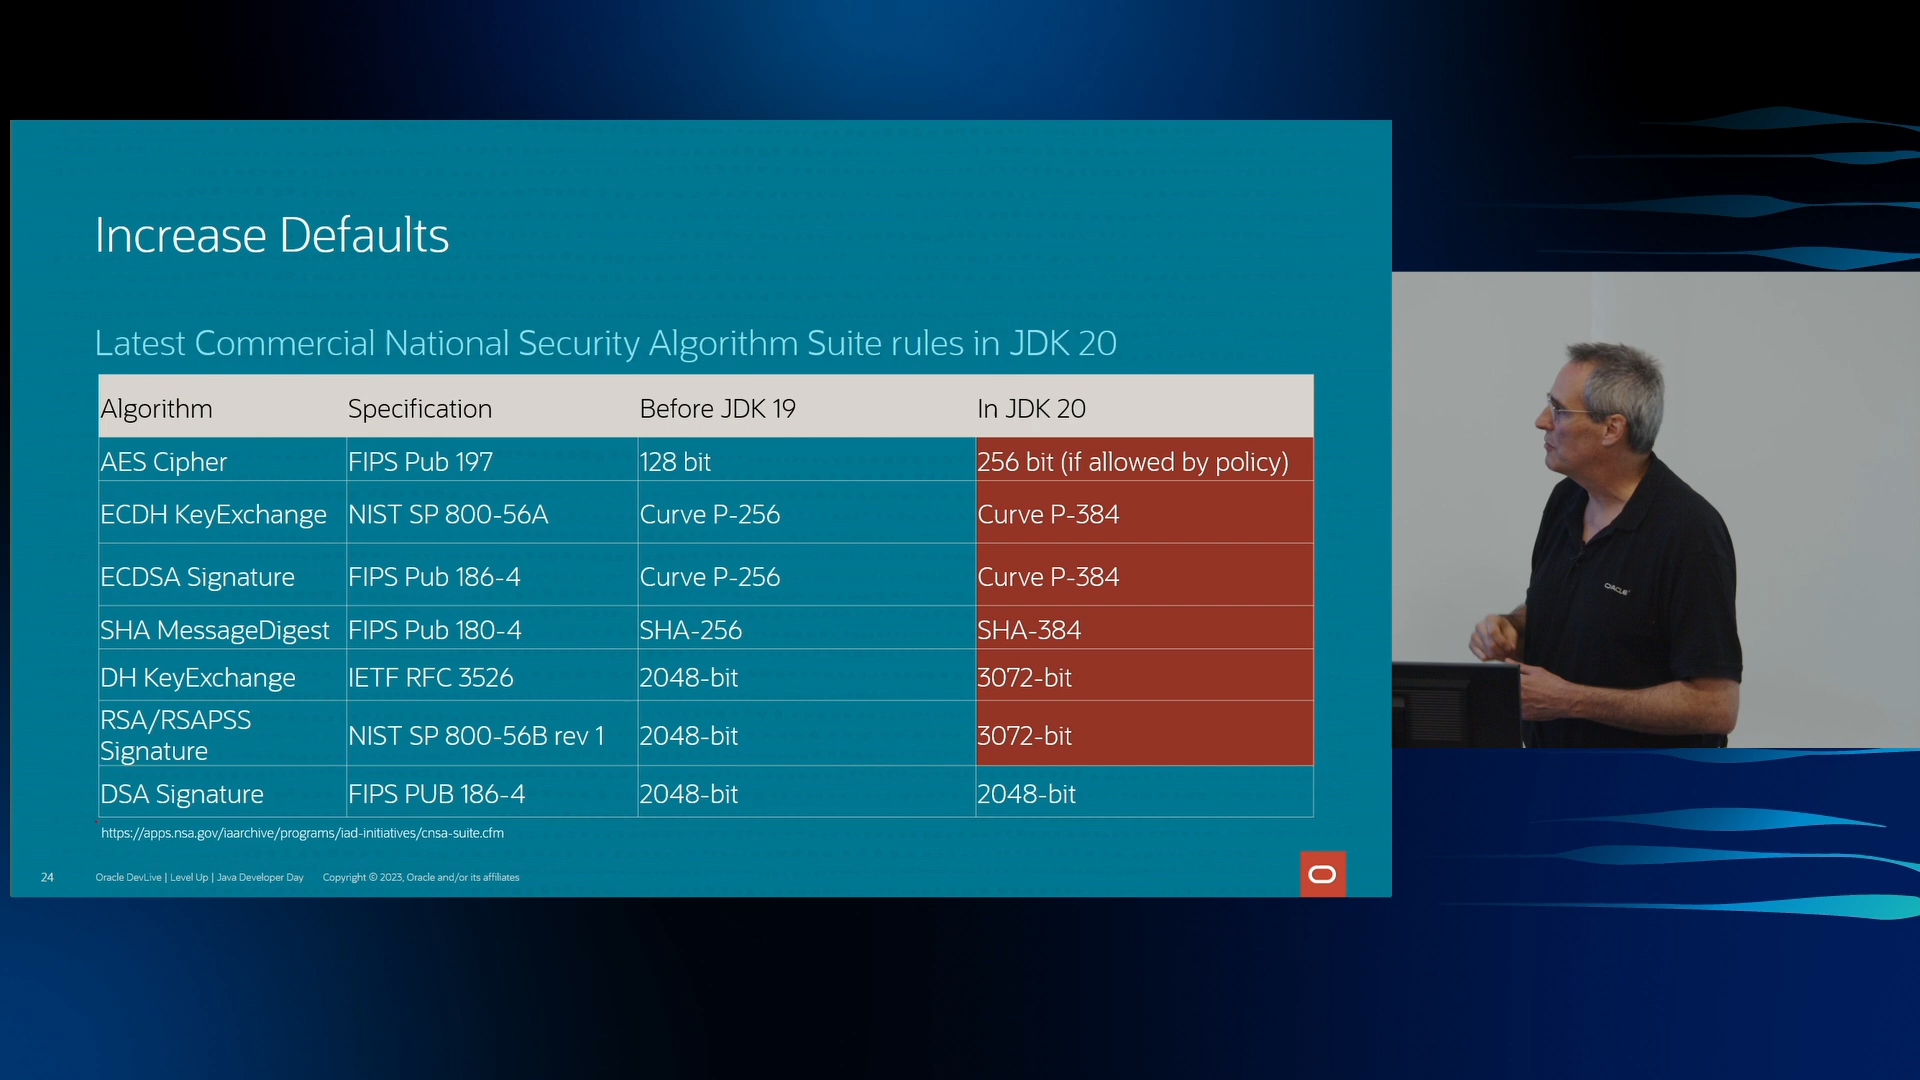 Increase Defaults
Latest Commercial National Security Algorithm Suite rules in JDK 20
Algorithm Specification Before JDK 19 In JDK 20
AES Cipher FIPS Pub 197 128 bit 256 bit (if allowed by policy)
ECDH KeyExchange NIST SP 800-56A Curve P-256 Curve P-384
ECDSA Signature FIPS Pub 186-4 Curve P-256 Curve P-384
SHA MessageDigest FIPS Pub 180-4 SHA-256 SHA-384
DH KeyExchange IETF RFC 3526 2048-bit 3072-bit
RSA/RSAPSS
Signature NIST SP 800-56B rev 1 2048-bit 3072-bit
DSA Signature FIPS PUB 186-4 2048-bit 2048-bit
https://apps.nsa.gov/iaarchive/programs/iad-initiatives/cnsa-suite.cfm
24 Oracle DevLive | Level Up | Java Developer Day Copyright © 2023, Oracle and/or its affiliates
ORACLE